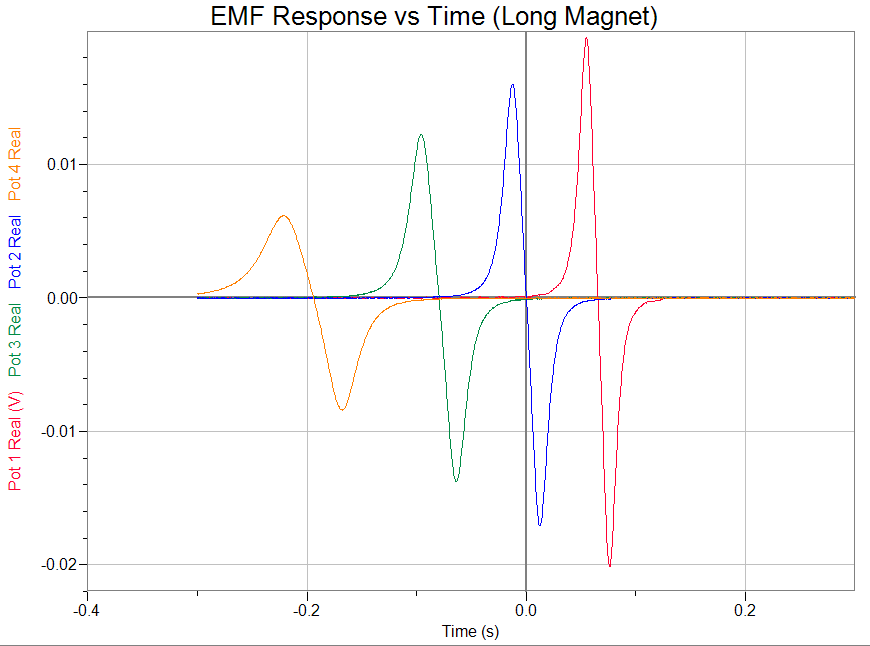 EMF Response vs Time (Long Magnet)
Pot 1 Real (V) Pot 3 Real Pot 2 Real Pot 4 Real
0.01
0.00
-0.01
-0.02
-0.4 -0.2 0.0 0.2
Time (s)